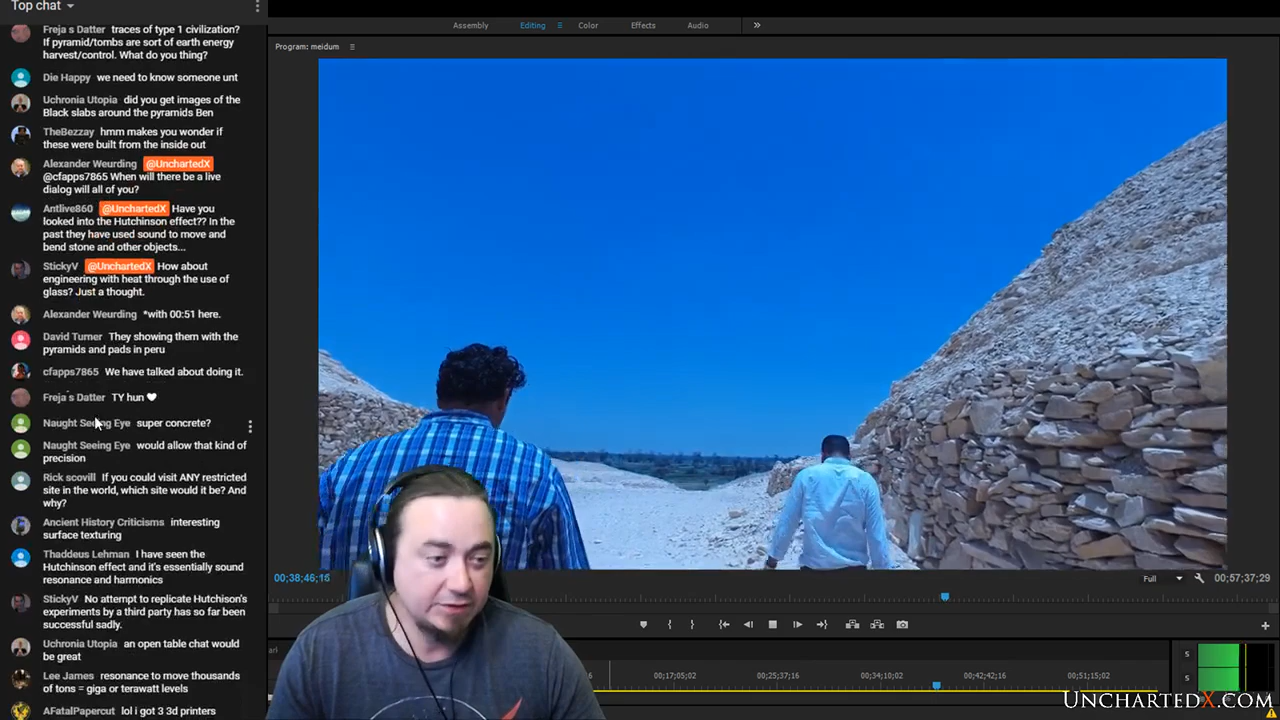 Top chat
Freja s Datter traces of type 1 civilization?
If pyramid/tombs are sort of earth energy
harvest/control. What do you thing?
Die Happy we need to know someone unt
Uchronia Utopia did you get images of the
Black slabs around the pyramids Ben
TheBezzay hmm makes you wonder if
these were built from the inside out
Alexander Weurding @UnchartedX
@cfapps7865 When will there be a live
dialog will all of you?
Antlive860 @UnchartedX Have you
looked into the Hutchinson effect?? In the
past they have used sound to move and
bend stone and other objects...
StickyV @UnchartedX How about
engineering with heat through the use of
glass? Just a thought.
Alexander Weurding *with 00:51 here.
David Turner They showing them with the
pyramids and pads in peru
cfapps7865 We have talked about doing it.
Freja s Datter TY hun
Naught Seeing Eye super concrete?
Naught Seeing Eye would allow that kind of
precision
Rick scovill If you could visit ANY restricted
site in the world, which site would it be? And
why?
Ancient History Criticisms interesting
surface texturing
Thaddeus Lehman I have seen the
Hutchinson effect and it's essentially sound
resonance and harmonics
StickyV No attempt to replicate Hutchison's
experiments by a third party has so far been
successful sadly.
Uchronia Utopia an open table chat would
be great
Lee James resonance to move thousands
of tons = giga or terawatt levels
AFatalPapercut lol i got 3 3d printers
Assembly Editing Color Effects Audio
Program: meidum
00;38;46;16 Full 00;57;37;29
00;17;05;02 00;25;37;16 00;34;10;02 00;42;42;16 00;51;15;02
S
S
UNCHARTEDX.COM